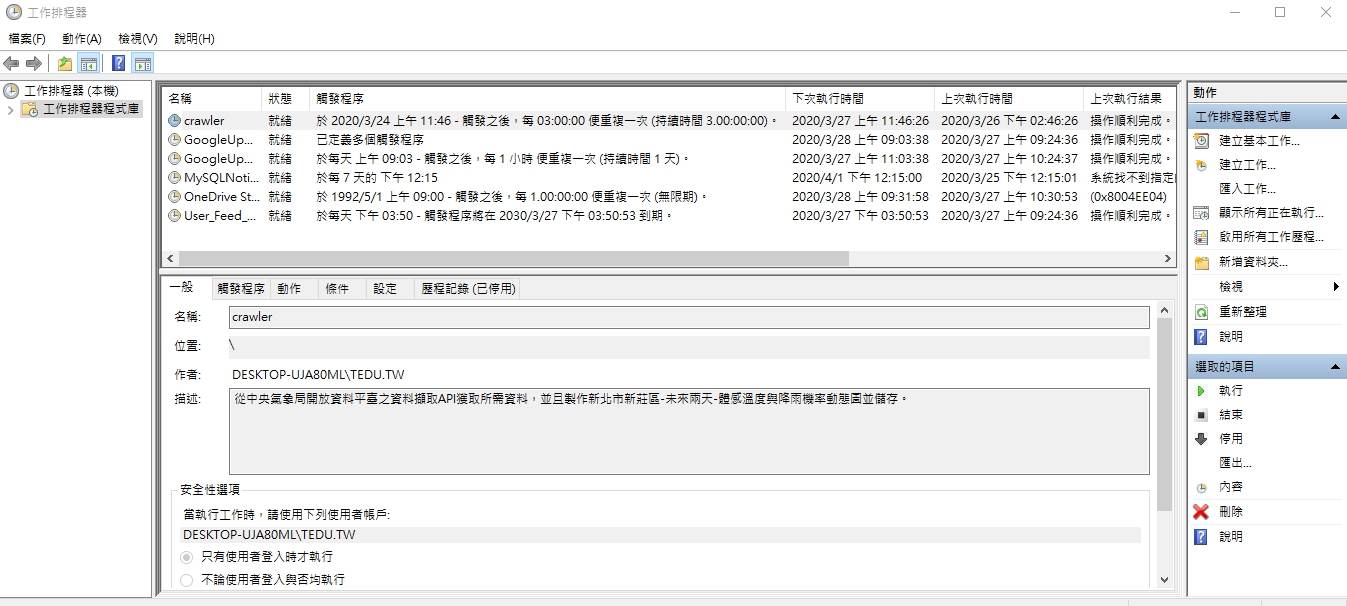 工作排程器
檔案(F) 動作(A) 檢視(V) 說明(H)
工作排程器 (本機)
工作排程器程式庫
名稱 狀態 觸發程序 下次執行時間 上次執行時間 上次執行結果
crawler 就緒 於 2020/3/24 上午 11:46 - 觸發之後，每 03:00:00 便重複一次 (持續時間 3.00:00:00)。 2020/3/27 上午 11:46:26 2020/3/26 下午 02:46:26 操作順利完成。
GoogleUp... 就緒 已定義多個觸發程序 2020/3/28 上午 09:03:38 2020/3/27 上午 09:24:36 操作順利完成。
GoogleUp... 就緒 於每天 上午 09:03 - 觸發之後，每 1 小時 便重複一次 (持續時間 1 天)。 2020/3/27 上午 11:03:38 2020/3/27 上午 10:24:37 操作順利完成。
MySQLNoti... 就緒 於每 7 天的 下午 12:15 2020/4/1 下午 12:15:00 2020/3/25 下午 12:15:01 系統找不到指定
OneDrive St... 就緒 於 1992/5/1 上午 09:00 - 觸發之後，每 1.00:00:00 便重複一次 (無限期)。 2020/3/28 上午 09:31:58 2020/3/27 上午 10:30:53 (0x8004EE04)
User_Feed_... 就緒 於每天 下午 03:50 - 觸發程序將在 2030/3/27 下午 03:50:53 到期。 2020/3/27 下午 03:50:53 2020/3/27 上午 09:24:36 操作順利完成。
一般 觸發程序 動作 條件 設定 歷程記錄 (已停用)
名稱: crawler
位置: \
作者: DESKTOP-UJA80ML\TEDU.TW
描述: 從中央氣象局開放資料平臺之資料擷取API獲取所需資料，並且製作新北市新莊區-未來兩天-體感溫度與降雨機率動態圖並儲存。
安全性選項
當執行工作時，請使用下列使用者帳戶:
DESKTOP-UJA80ML\TEDU.TW
只有使用者登入時才執行
不論使用者登入與否均執行
動作
工作排程器程式庫
建立基本工作...
建立工作...
匯入工作...
顯示所有正在執行...
啟用所有工作歷程...
新增資料夾...
檢視
重新整理
說明
選取的項目
執行
結束
停用
匯出...
內容
刪除
說明